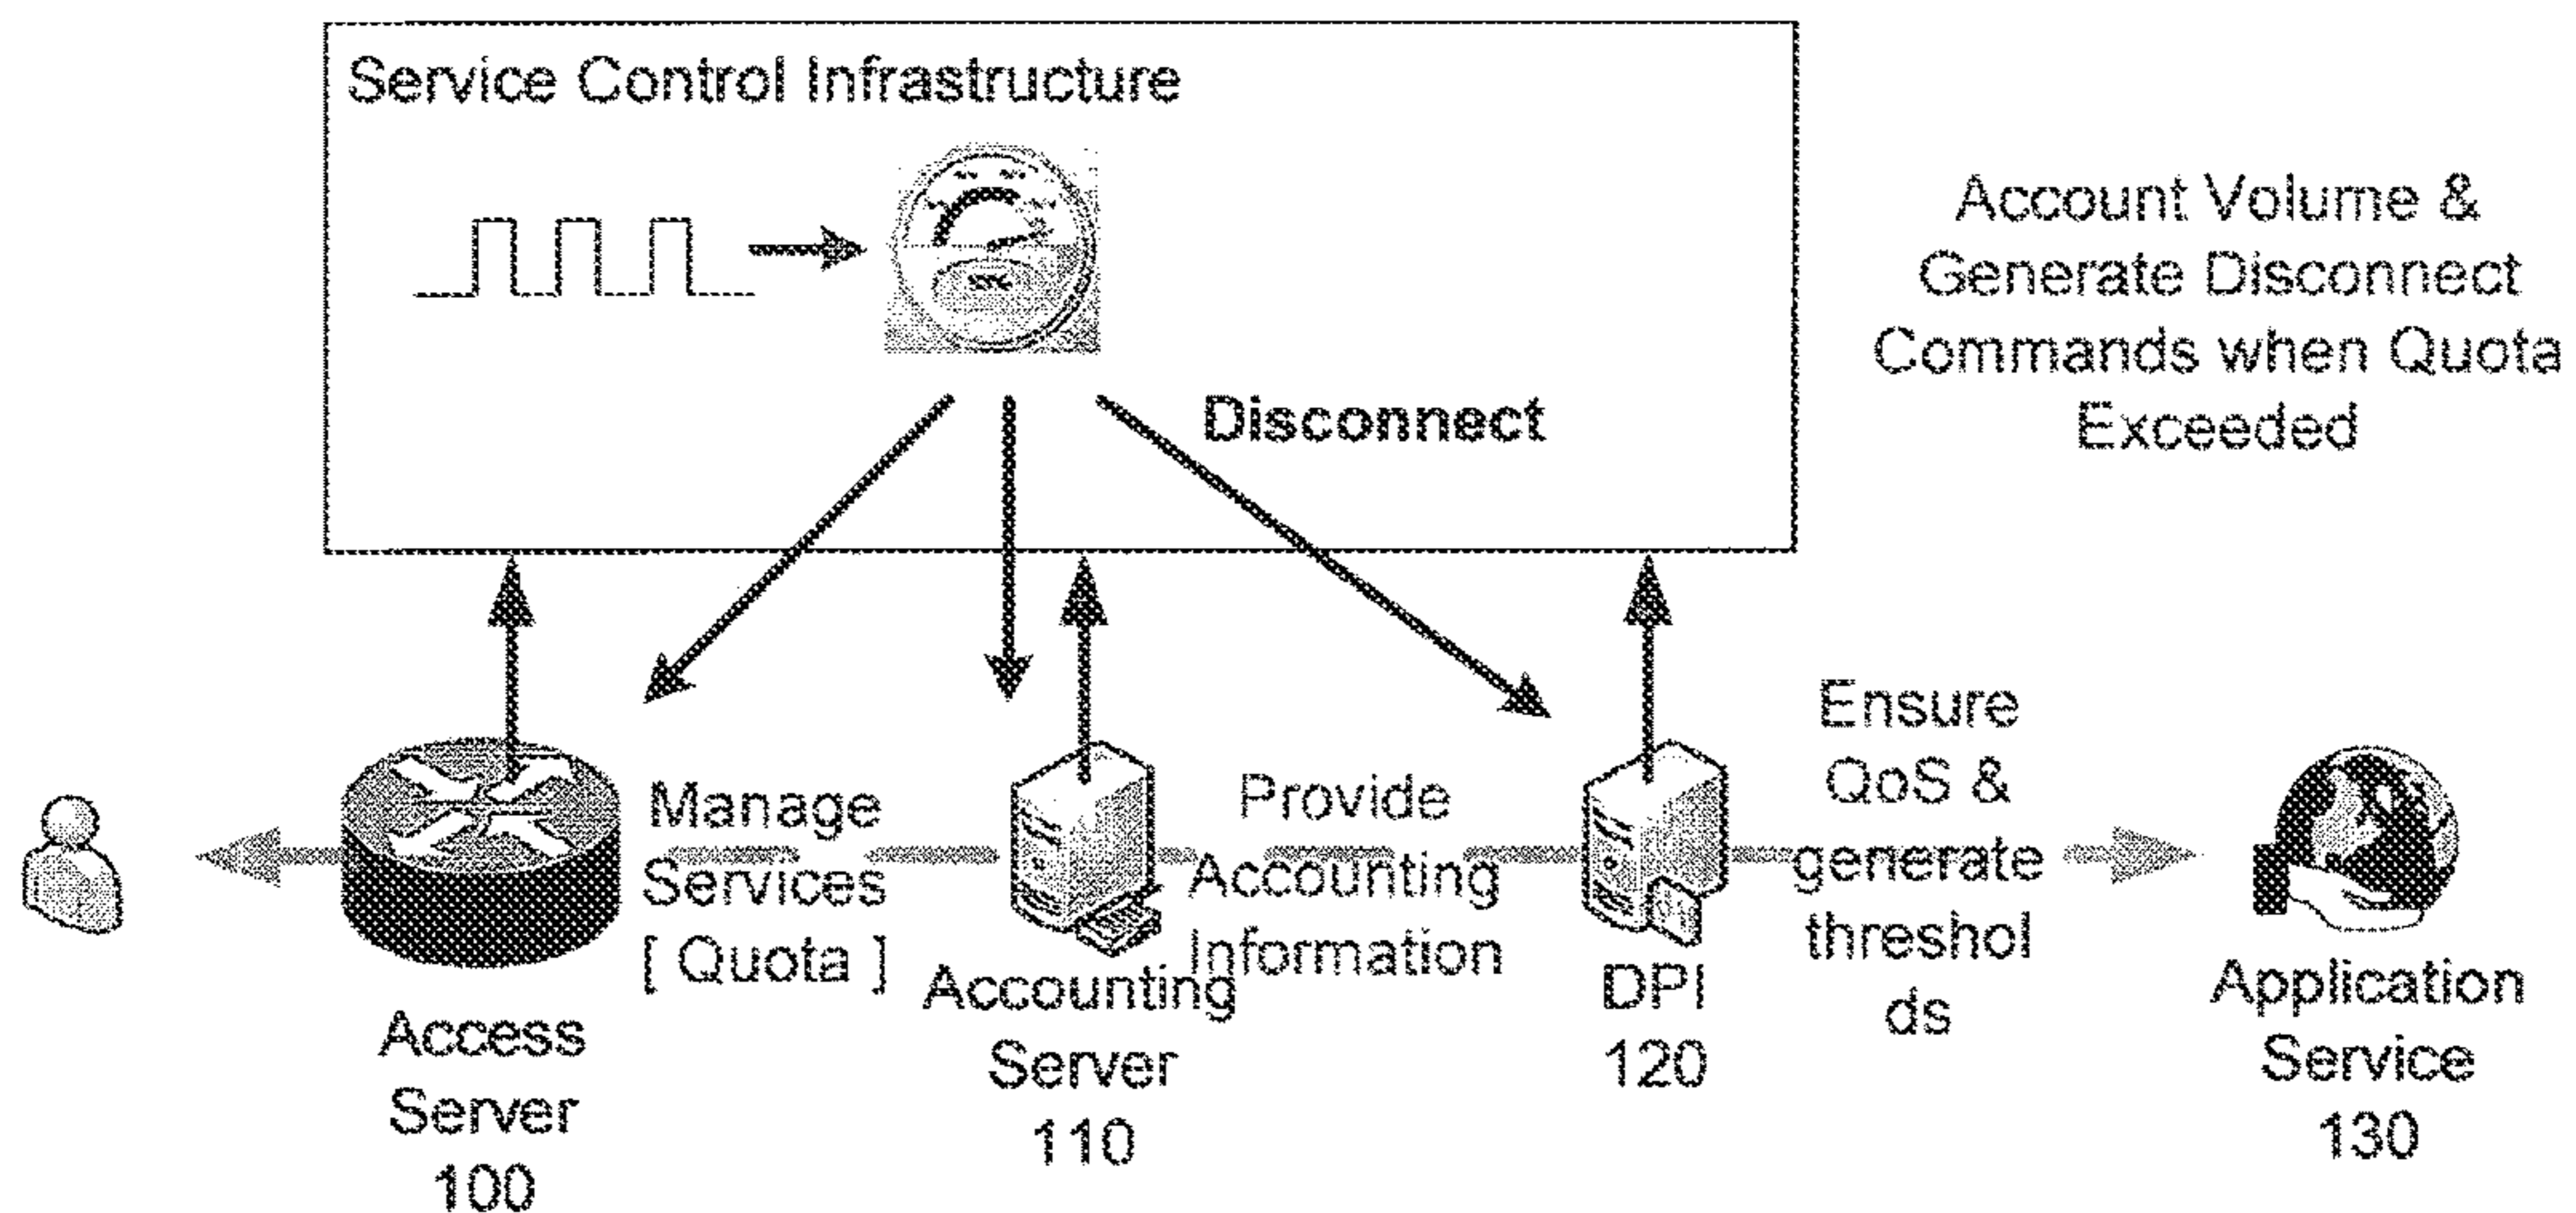 Service Control Infrastructure
Account Volume &
Generate Disconnect
Commands when Quota
Exceeded
Disconnect
Manage
Services
[ Quota ]
Provide
Accounting
Information
Ensure
QoS &
generate
threshol
ds
Access
Server
100
Accounting
Server
110
DPI
120
Application
Service
130